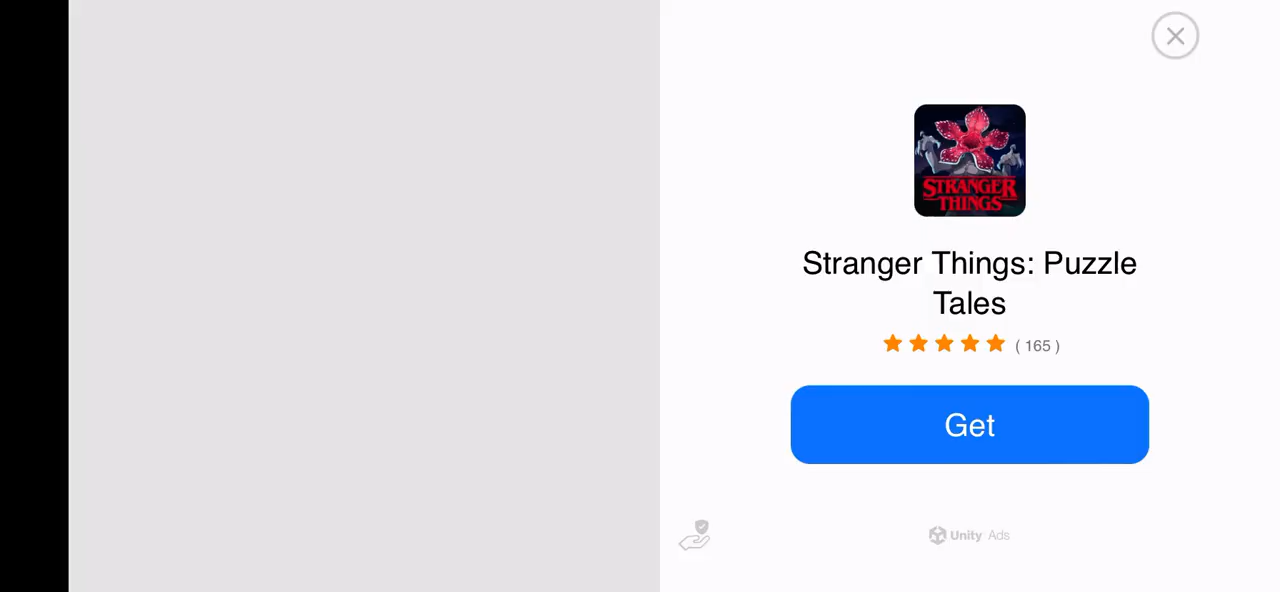 STRANGER
THINGS
Stranger Things: Puzzle
Tales
( 165 )
Get
Unity Ads